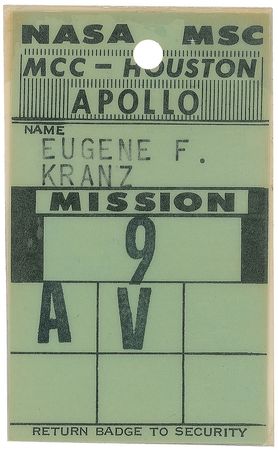 NASA MSC
MCC - HOUSTON
APOLLO
NAME
EUGENE F.
KRANZ
MISSION
9
A V
RETURN BADGE TO SECURITY